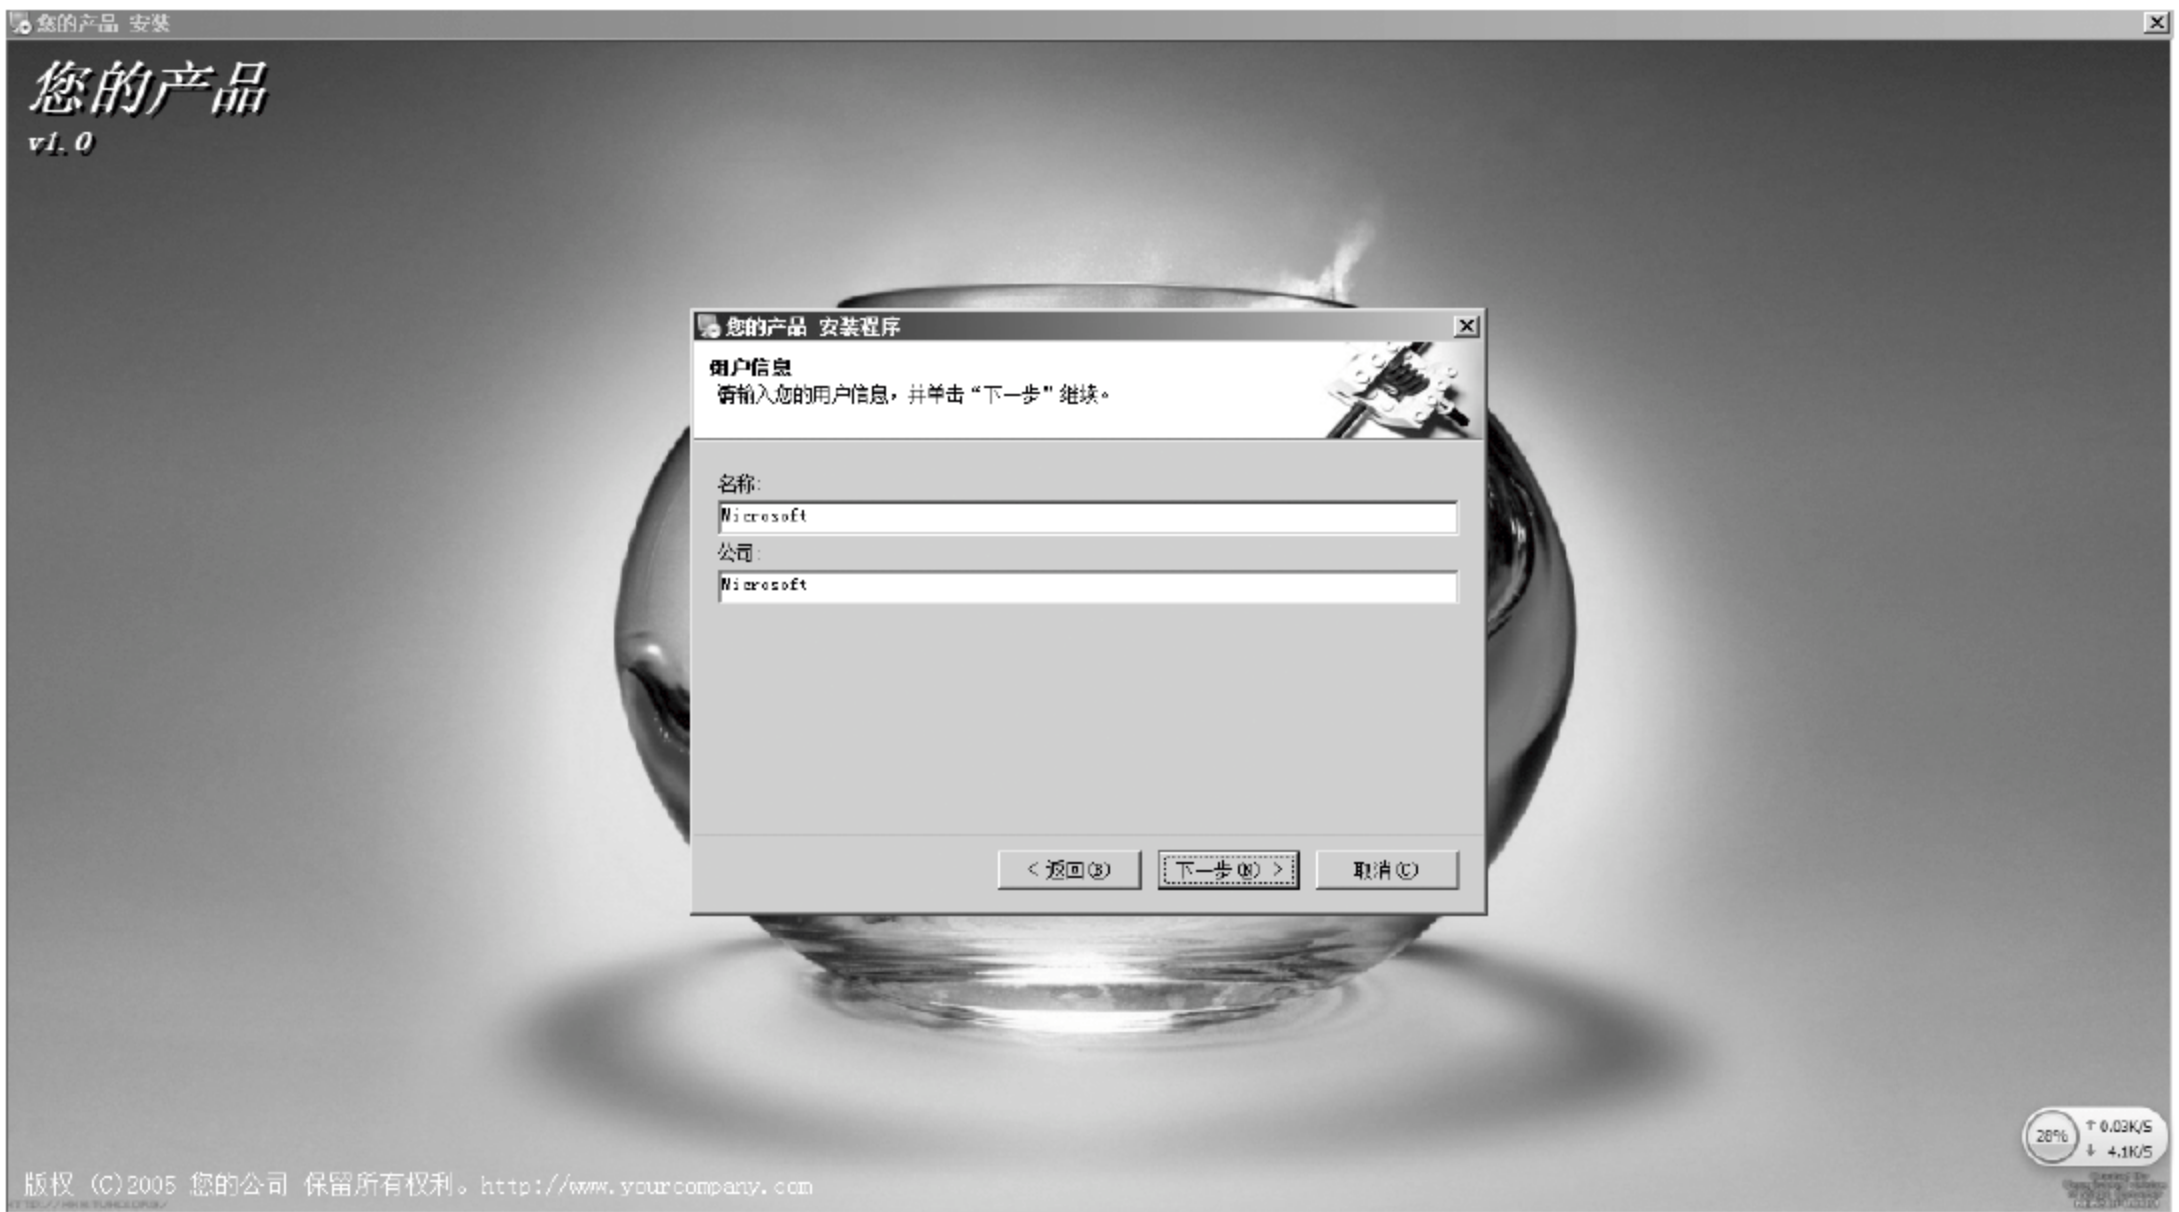 您的产品 安装
您的产品
v1.0
您的产品 安装程序
用户信息
请输入您的用户信息，并单击“下一步”继续。
名称:
Microsoft
公司:
Microsoft
< 返回(B)
下一步(N) >
取消(C)
28%
↑ 0.03K/S
↓ 4.1K/S
版权 (C)2005 您的公司 保留所有权利。http://www.yourcompany.com